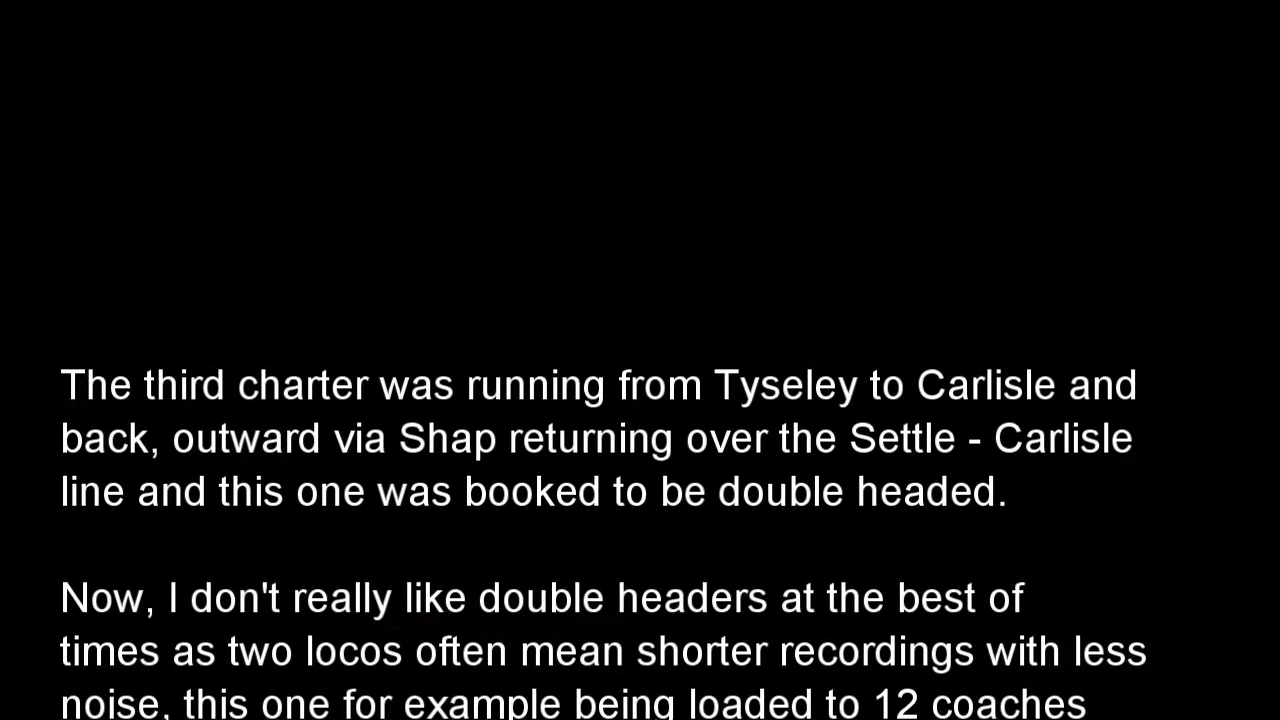 The third charter was running from Tyseley to Carlisle and
back, outward via Shap returning over the Settle - Carlisle
line and this one was booked to be double headed.
Now, I don't really like double headers at the best of
times as two locos often mean shorter recordings with less
noise, this one for example being loaded to 12 coaches